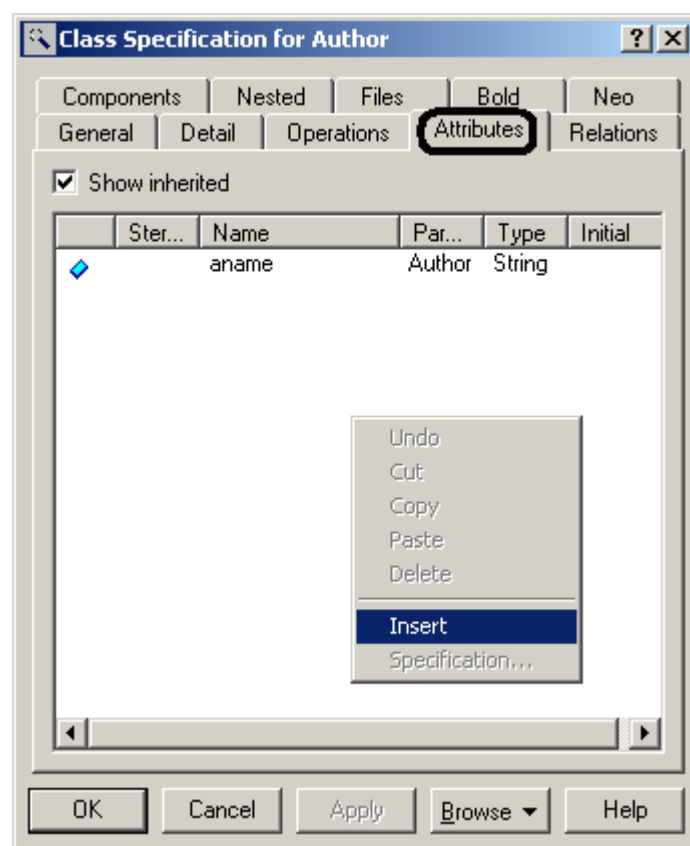 Class Specification for Author
Components Nested Files Bold Neo
General Detail Operations Attributes Relations
Show inherited
Ster... Name Par... Type Initial
aname Author String
Undo
Cut
Copy
Paste
Delete
Insert
Specification...
OK Cancel Apply Browse Help